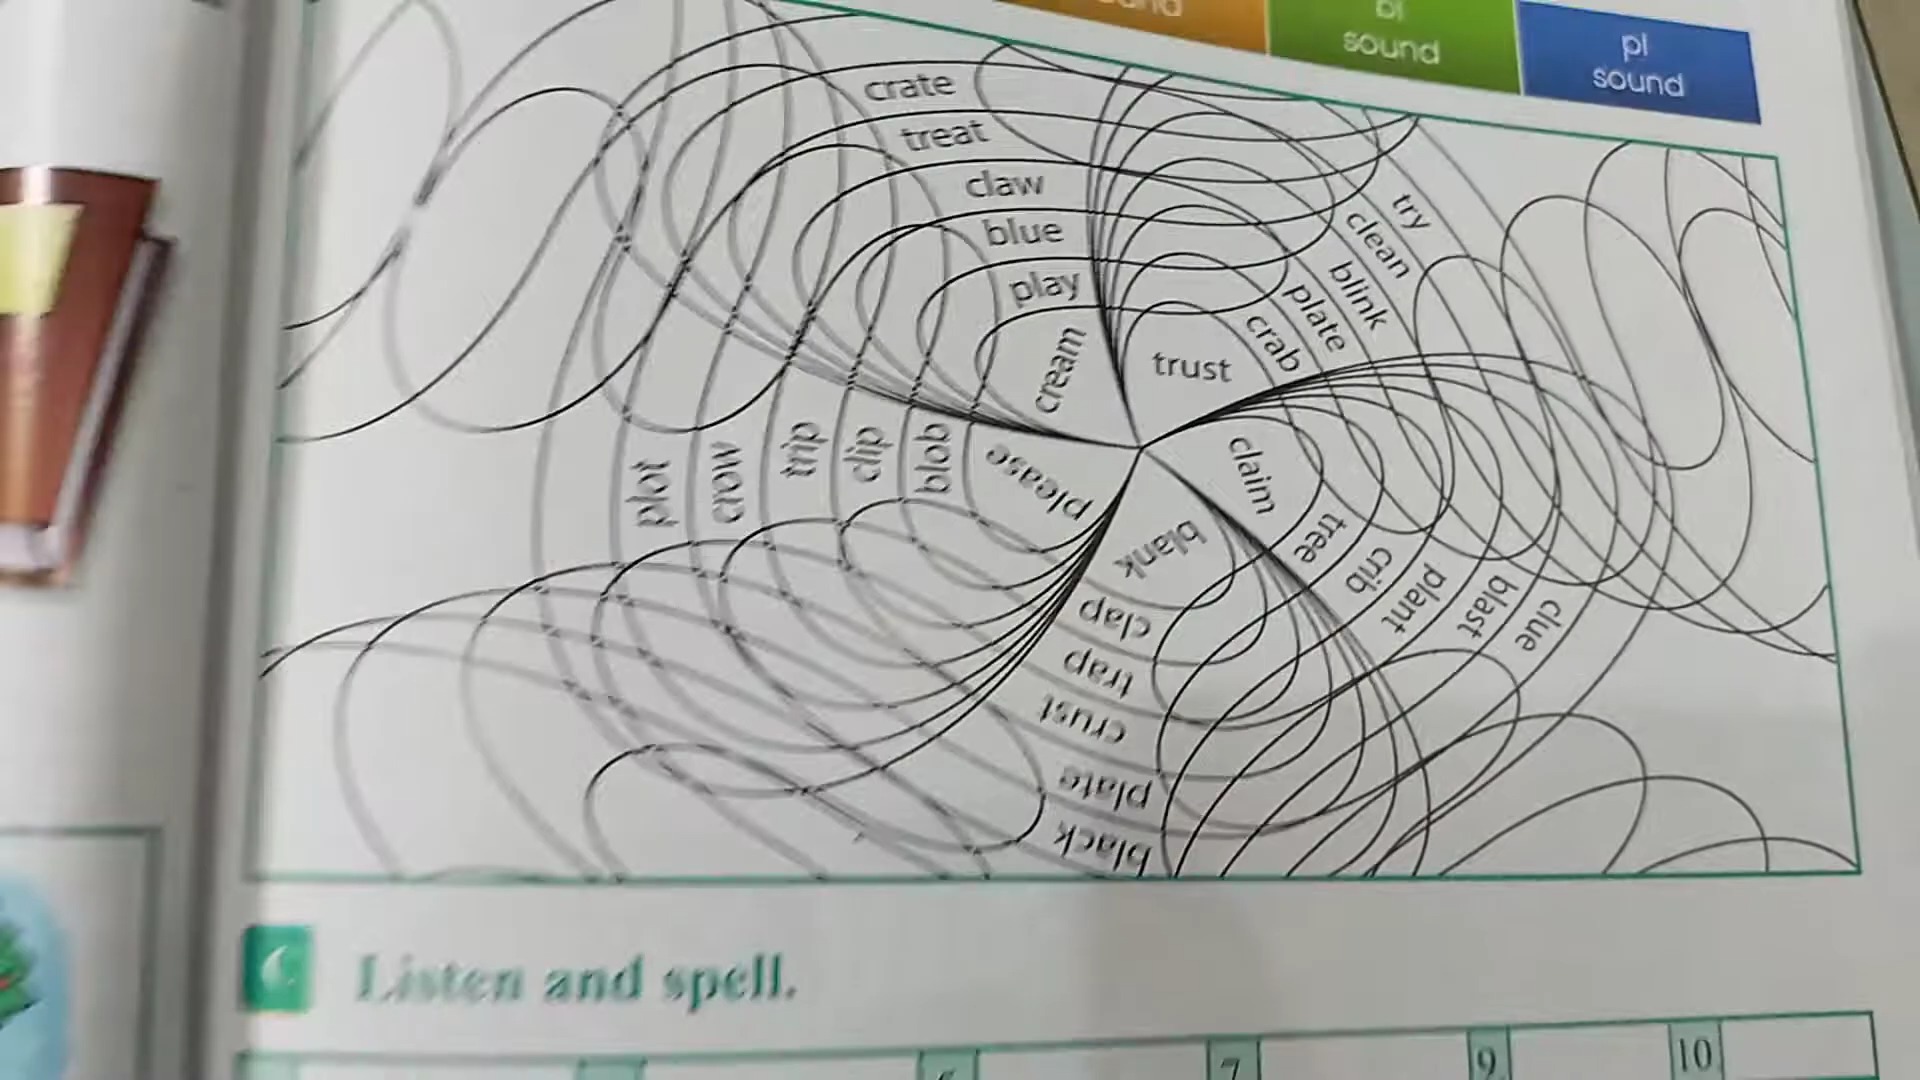 sound
bl
sound
pl
sound
crate
treat
claw
blue
play
cream
trust
crab
plate
blink
clean
try
claim
tree
crib
plant
blast
clue
blank
clap
trap
crust
plate
black
please
blob
clip
trip
crow
plot
Listen and spell.
7
9
10